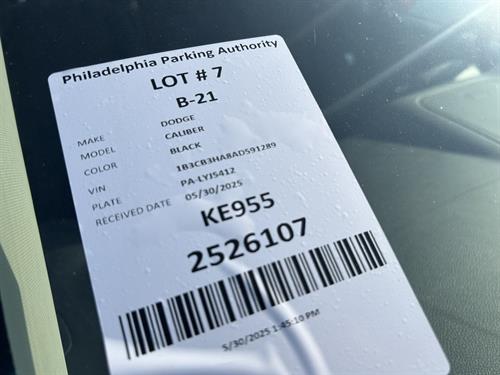 Philadelphia Parking Authority
LOT # 7
B-21
MAKE DODGE
MODEL CALIBER
COLOR BLACK
VIN 1B3CB3HA8AD591289
PLATE PA-LYJ5412
RECEIVED DATE 05/30/2025
KE955
2526107
5/30/2025 1:45:10 PM